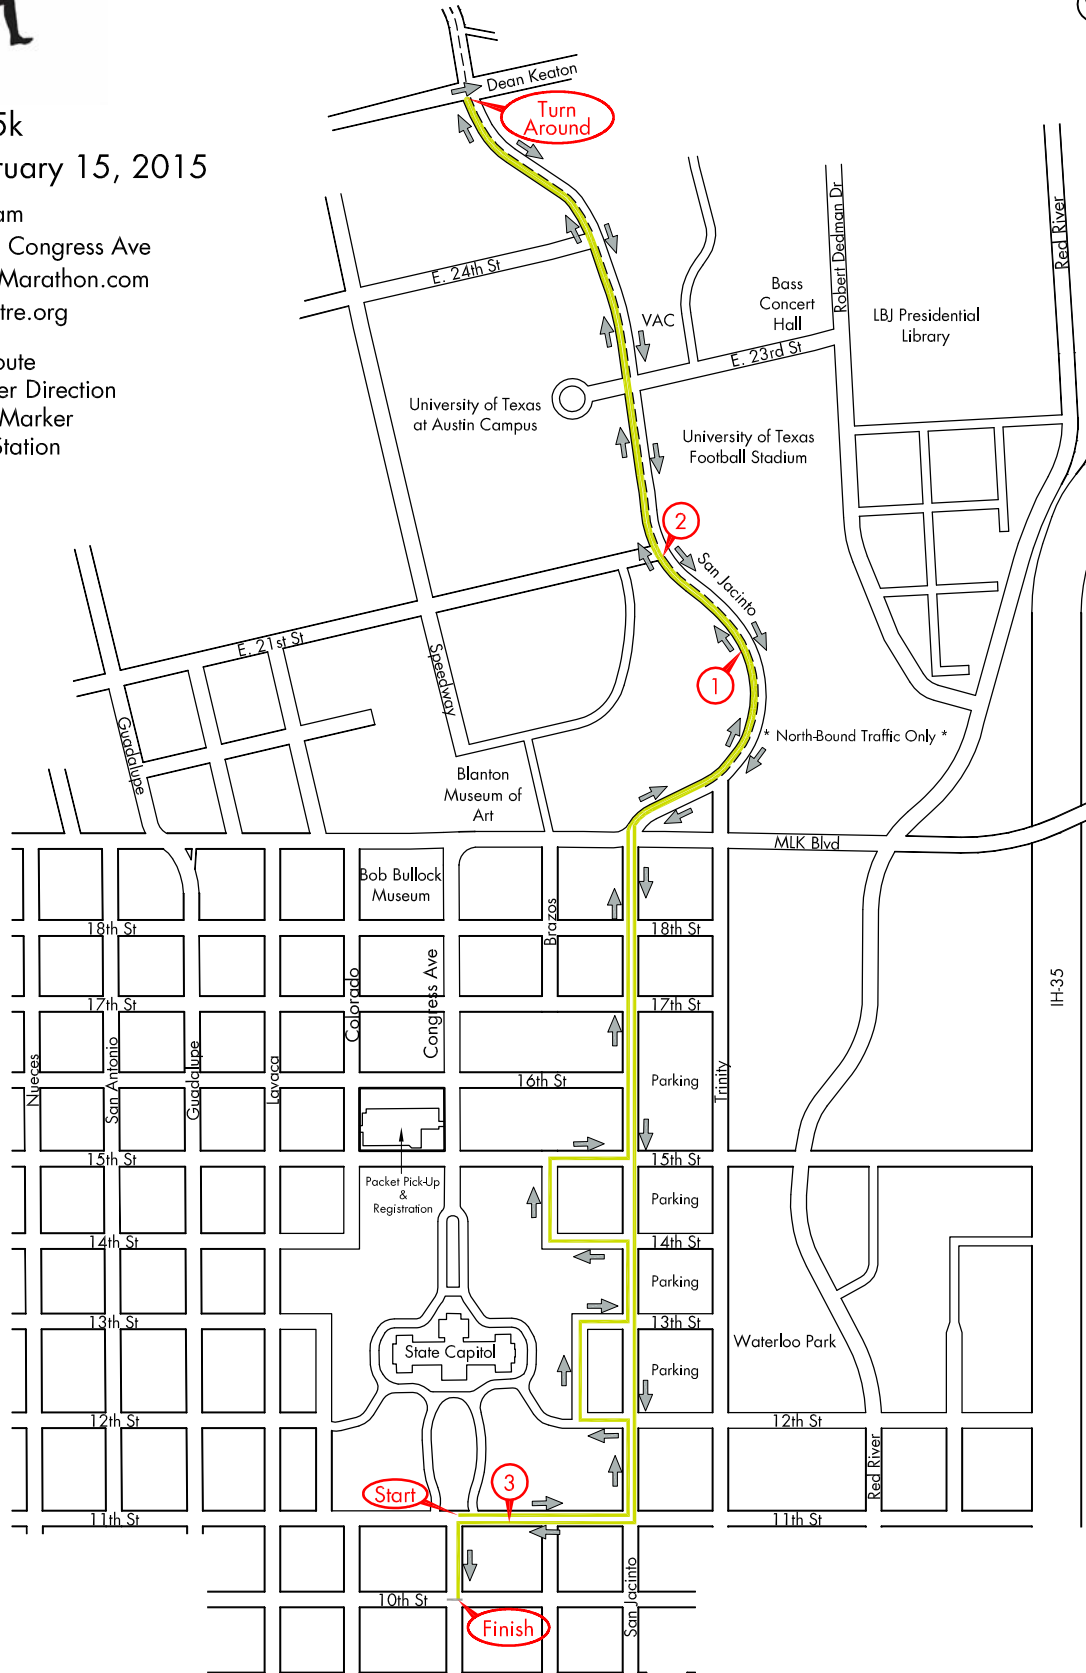 5k
ruary 15, 2015
am
Congress Ave
Marathon.com
tre.org
oute
er Direction
Marker
Station
Dean Keaton
Turn
Around
E. 24th St
VAC
Bass
Concert
Hall
Robert Dedman Dr
Red River
LBJ Presidential
Library
E. 23rd St
University of Texas
at Austin Campus
University of Texas
Football Stadium
2
San Jacinto
E. 21st St
Speedway
1
Guadalupe
* North-Bound Traffic Only *
Blanton
Museum of
Art
MLK Blvd
Bob Bullock
Museum
Brazos
18th St
18th St
Colorado
Congress Ave
IH-35
17th St
17th St
Nueces
San Antonio
Guadalupe
Lavaca
16th St
Parking
Trinity
15th St
15th St
Packet Pick-Up
&
Registration
Parking
14th St
14th St
Parking
13th St
13th St
State Capitol
Waterloo Park
Parking
12th St
12th St
Red River
Start
3
11th St
11th St
San Jacinto
10th St
Finish